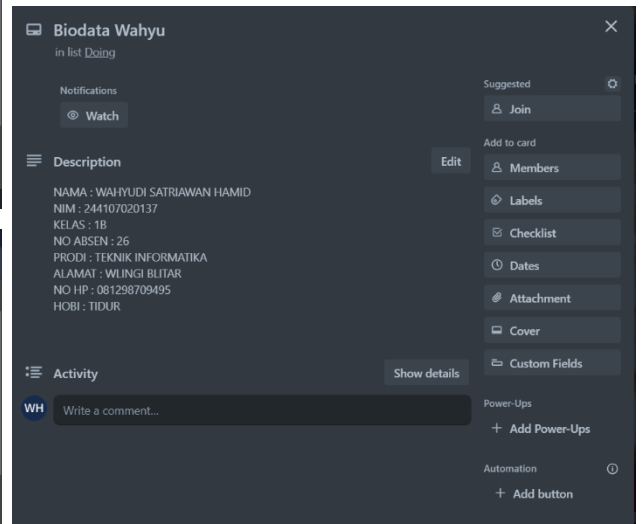 Biodata Wahyu
in list Doing
Notifications
Watch
Description
Edit
NAMA : WAHYUDI SATRIAWAN HAMID
NIM : 244107020137
KELAS : 1B
NO ABSEN : 26
PRODI : TEKNIK INFORMATIKA
ALAMAT : WLINGI BLITAR
NO HP : 081298709495
HOBI : TIDUR
Activity
Show details
WH
Write a comment...
Suggested
Join
Add to card
Members
Labels
Checklist
Dates
Attachment
Cover
Custom Fields
Power-Ups
+ Add Power-Ups
Automation
+ Add button